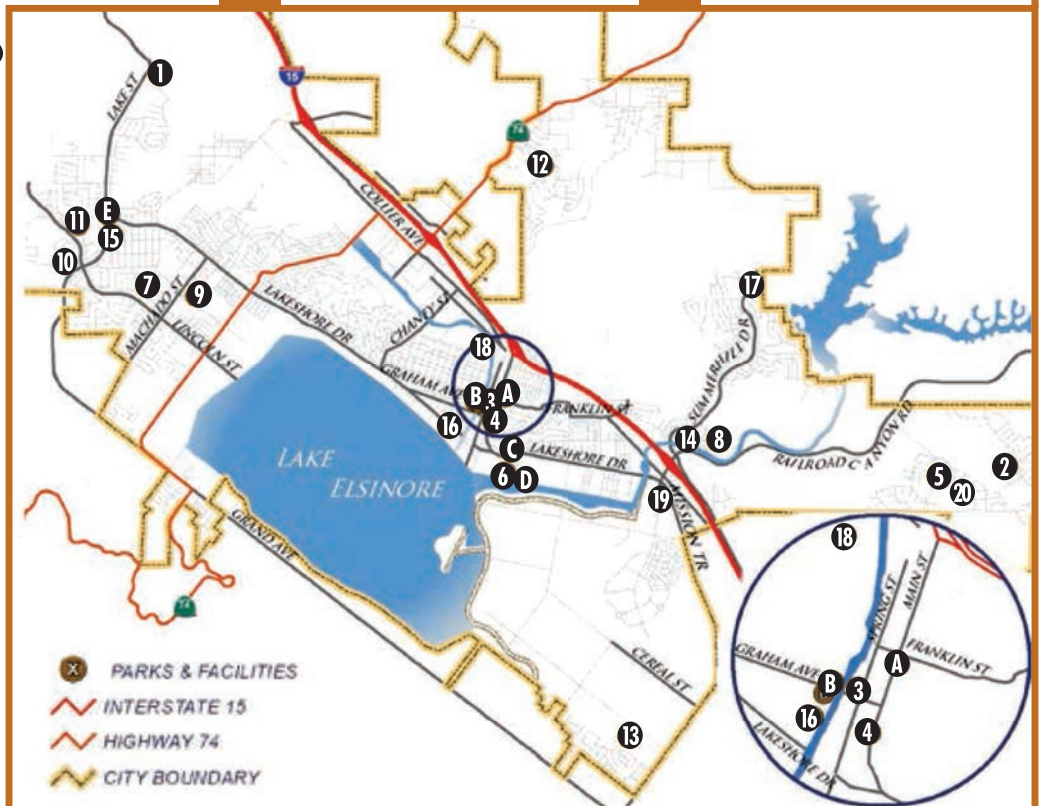 1
LAKE ST
15
74
12
COLLIER AVE
E
11
15
10
17
7
9
MACHADO ST
LINCOLN ST
LAKESHORE DR
CHANEY ST
SUMMERHILL DR
18
GRAHAM AVE
B
3
A
4
FRANKLIN ST
16
C
LAKESHORE DR
14
8
RAILROAD CANYON RD
6
D
5
20
2
19
MISSION TR
LAKE
ELSINORE
GRAND AVE
74
CEREAL ST
13
18
SPRING ST
MAIN ST
GRAHAM AVE
FRANKLIN ST
A
B
3
16
4
LAKESHORE DR
X PARKS & FACILITIES
INTERSTATE 15
HIGHWAY 74
CITY BOUNDARY